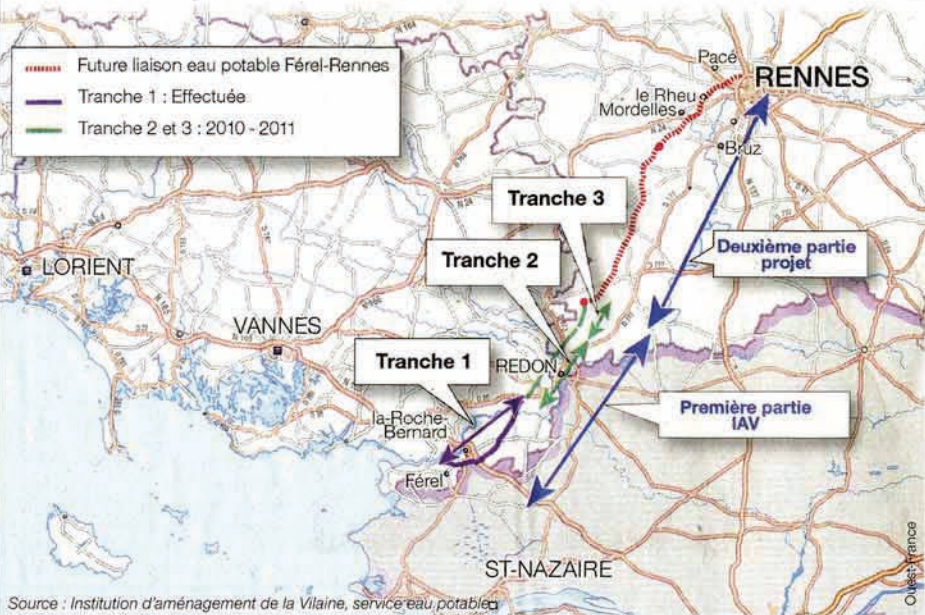 Future liaison eau potable Férel-Rennes
Tranche 1 : Effectuée
Tranche 2 et 3 : 2010 - 2011
Pacé
RENNES
le Rheu
Mordelles
N 24
Bruz
Tranche 3
Deuxième partie
projet
Tranche 2
LORIENT
VANNES
N 165
Tranche 1
REDON
Première partie
IAV
la-Roche-
Bernard
Férel
ST-NAZAIRE
Ouest-France
Source : Institution d'aménagement de la Vilaine, service eau potable